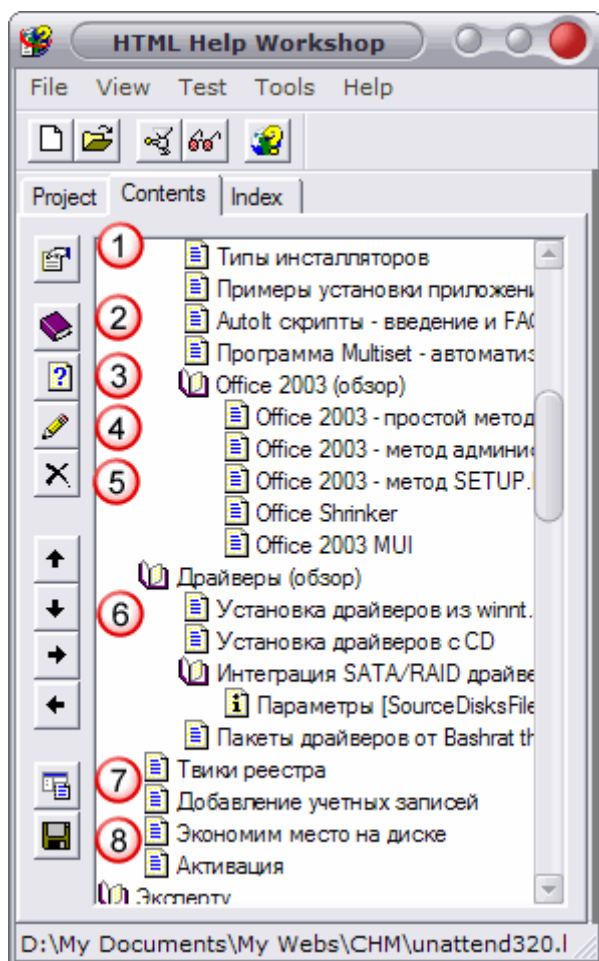 HTML Help Workshop
File View Test Tools Help
Project Contents Index
1
Типы инсталляторов
Примеры установки приложени
2
AutoIt скрипты - введение и FAQ
Программа Multiset - автоматиз
3
Office 2003 (обзор)
4
Office 2003 - простой метод
Office 2003 - метод админис
5
Office 2003 - метод SETUP.
Office Shrinker
Office 2003 MUI
Драйверы (обзор)
6
Установка драйверов из winnt.
Установка драйверов с CD
Интеграция SATA/RAID драйве
Параметры [SourceDisksFile
Пакеты драйверов от Bashrat th
7
Твики реестра
Добавление учетных записей
8
Экономим место на диске
Активация
Эксперту
D:\My Documents\My Webs\CHM\unattend320.